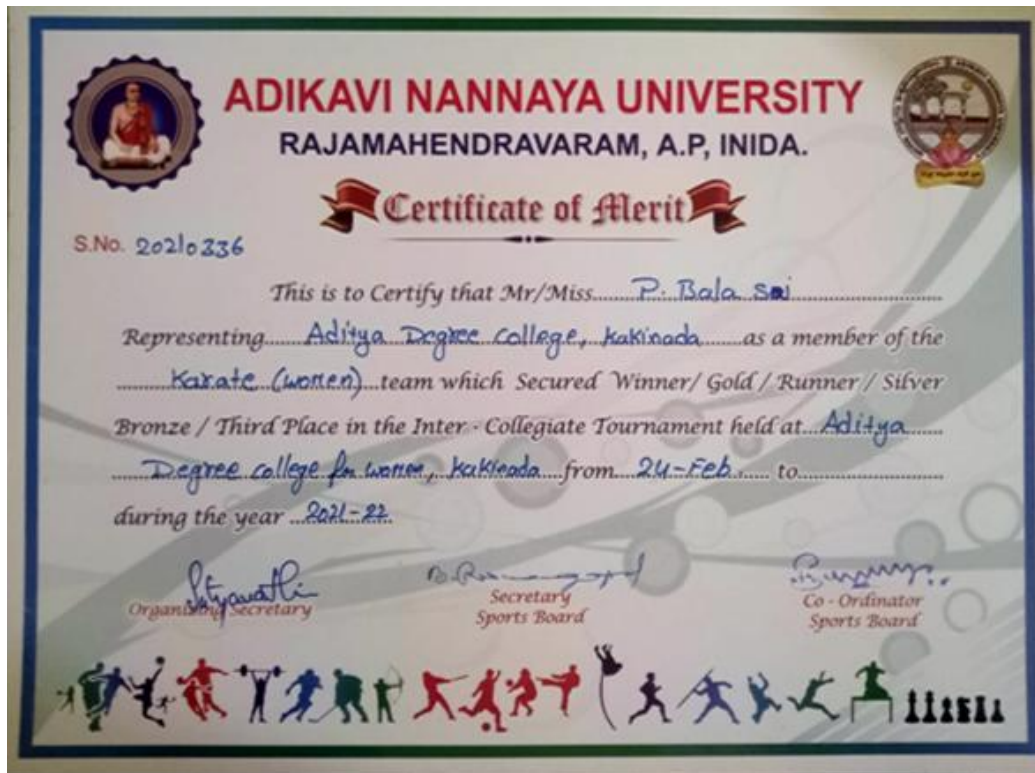 ADIKAVI NANNAYA UNIVERSITY
RAJAMAHENDRAVARAM, A.P, INIDA.
Certificate of Merit
S.No. 20210336
This is to Certify that Mr/Miss......P. Bala Sai..............
Representing......Aditya Degree college, Kakinada......as a member of the
......Karate (women)...team which Secured Winner/ Gold / Runner / Silver
Bronze / Third Place in the Inter - Collegiate Tournament held at...Aditya......
......Degree college for women, Kakinada....from...24-Feb...... to..............
during the year ...2021-22.
Organizing Secretary
Secretary
Sports Board
Co - Ordinator
Sports Board